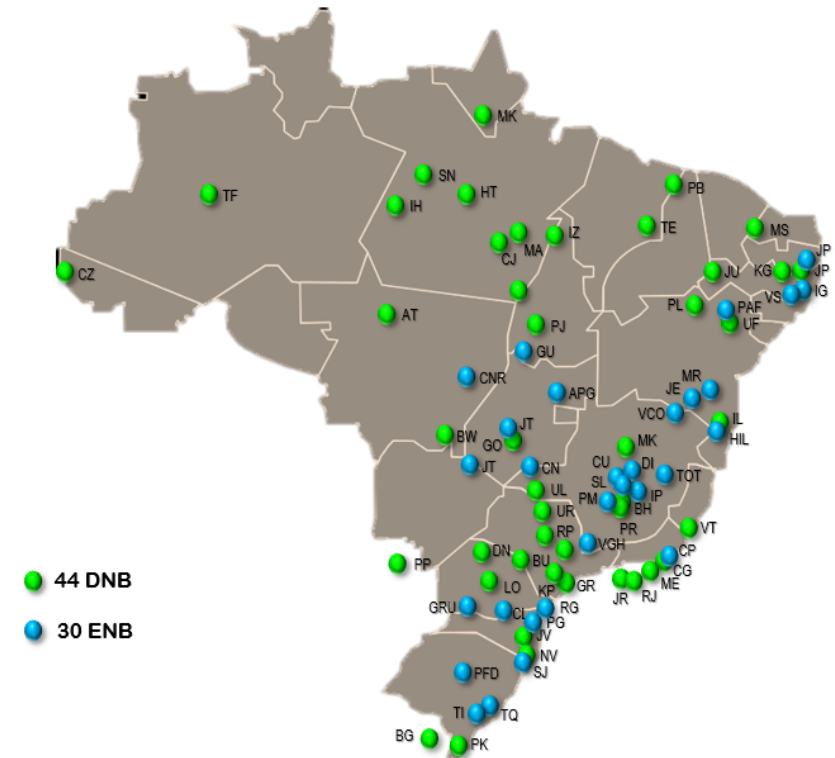 MK
SN
HT
IH
TF
PB
MA
IZ
CJ
TE
MS
JP
CZ
JU
KG
JP
VS
IG
PL
PAF
UF
AT
PJ
GU
CNR
APG
MR
JE
VCO
IL
HIL
JT
GO
BW
JT
CN
MK
CU
DI
TOT
SL
IP
PM
BH
PR
UL
UR
RP
VGH
VT
CP
CG
ME
RJ
JR
DN
BU
PP
LO
KP
GR
44 DNB
GRU
CL
RG
PG
30 ENB
JV
NV
SJ
PFD
TI
TQ
BG
PK